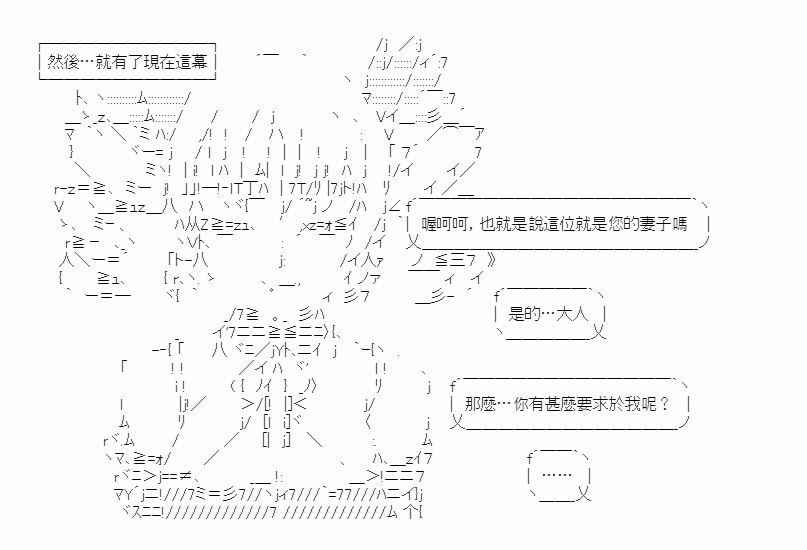 然後…就有了現在這幕
喔呵呵，也就是說這位就是您的妻子嗎
是的…大人
那麼…你有甚麼要求於我呢？
……